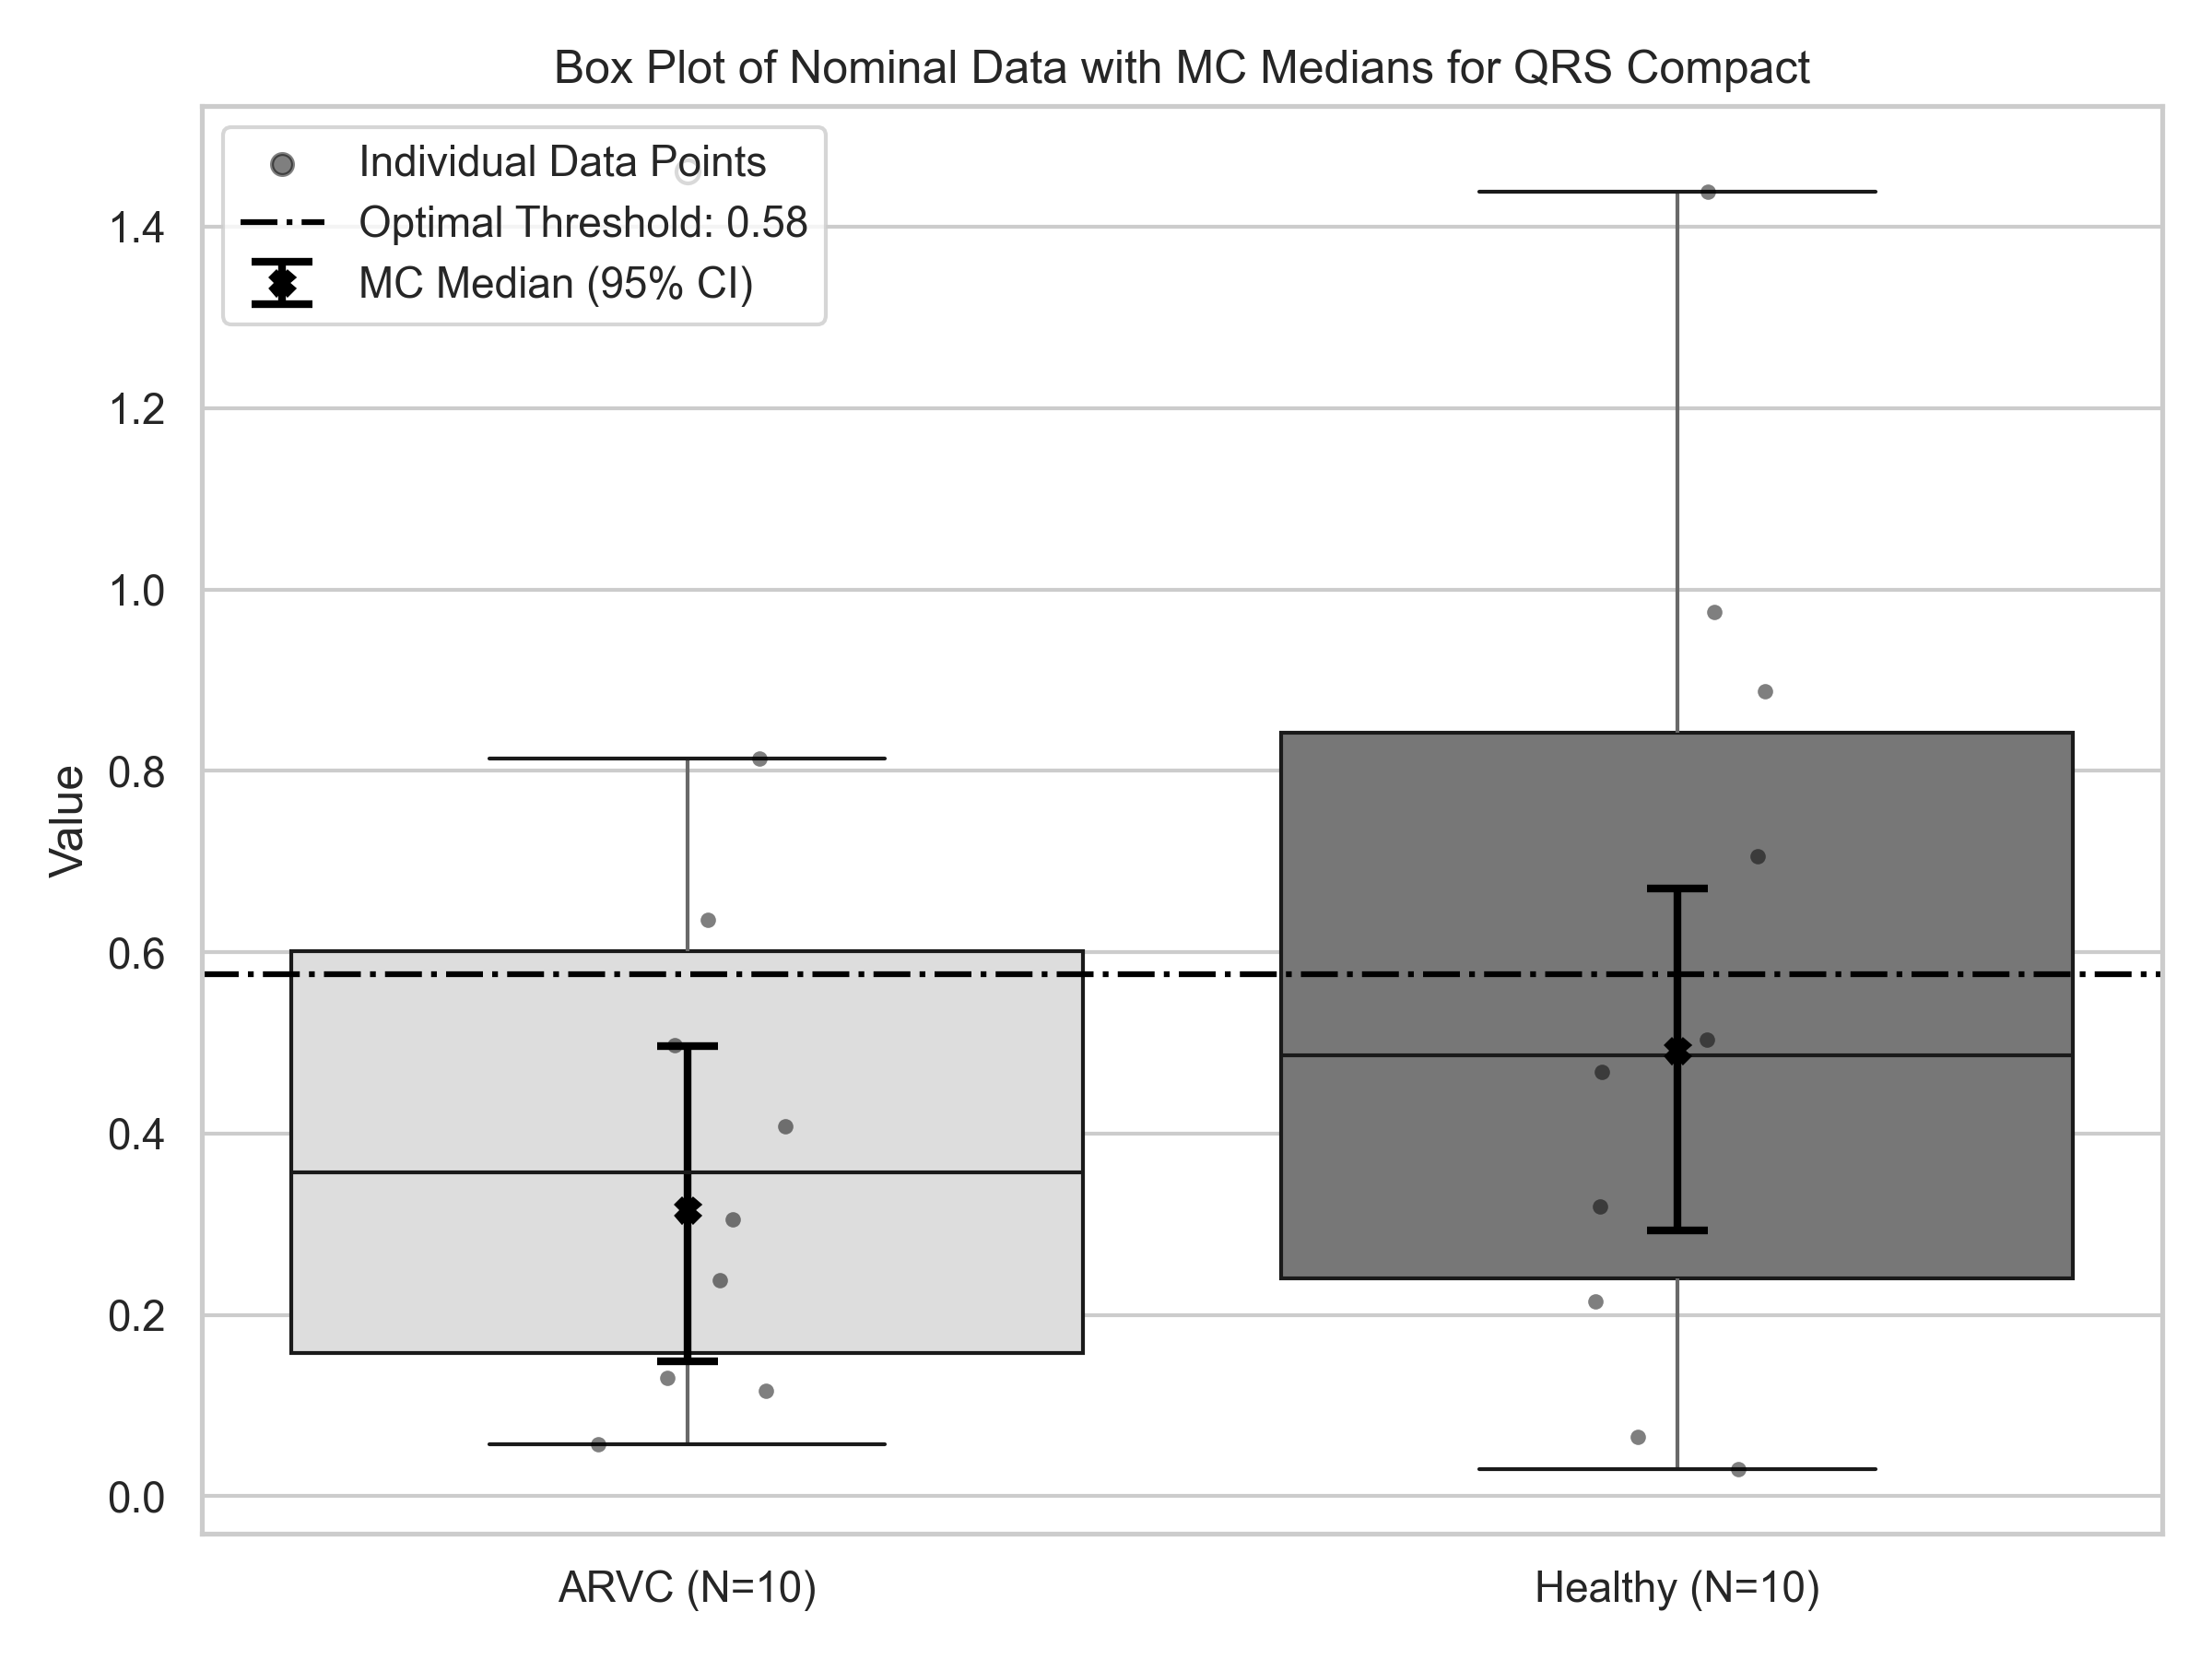 Box Plot of Nominal Data with MC Medians for QRS Compact
Individual Data Points
Optimal Threshold: 0.58
MC Median (95% CI)
1.4
1.2
1.0
0.8
0.6
0.4
0.2
0.0
Value
ARVC (N=10)
Healthy (N=10)